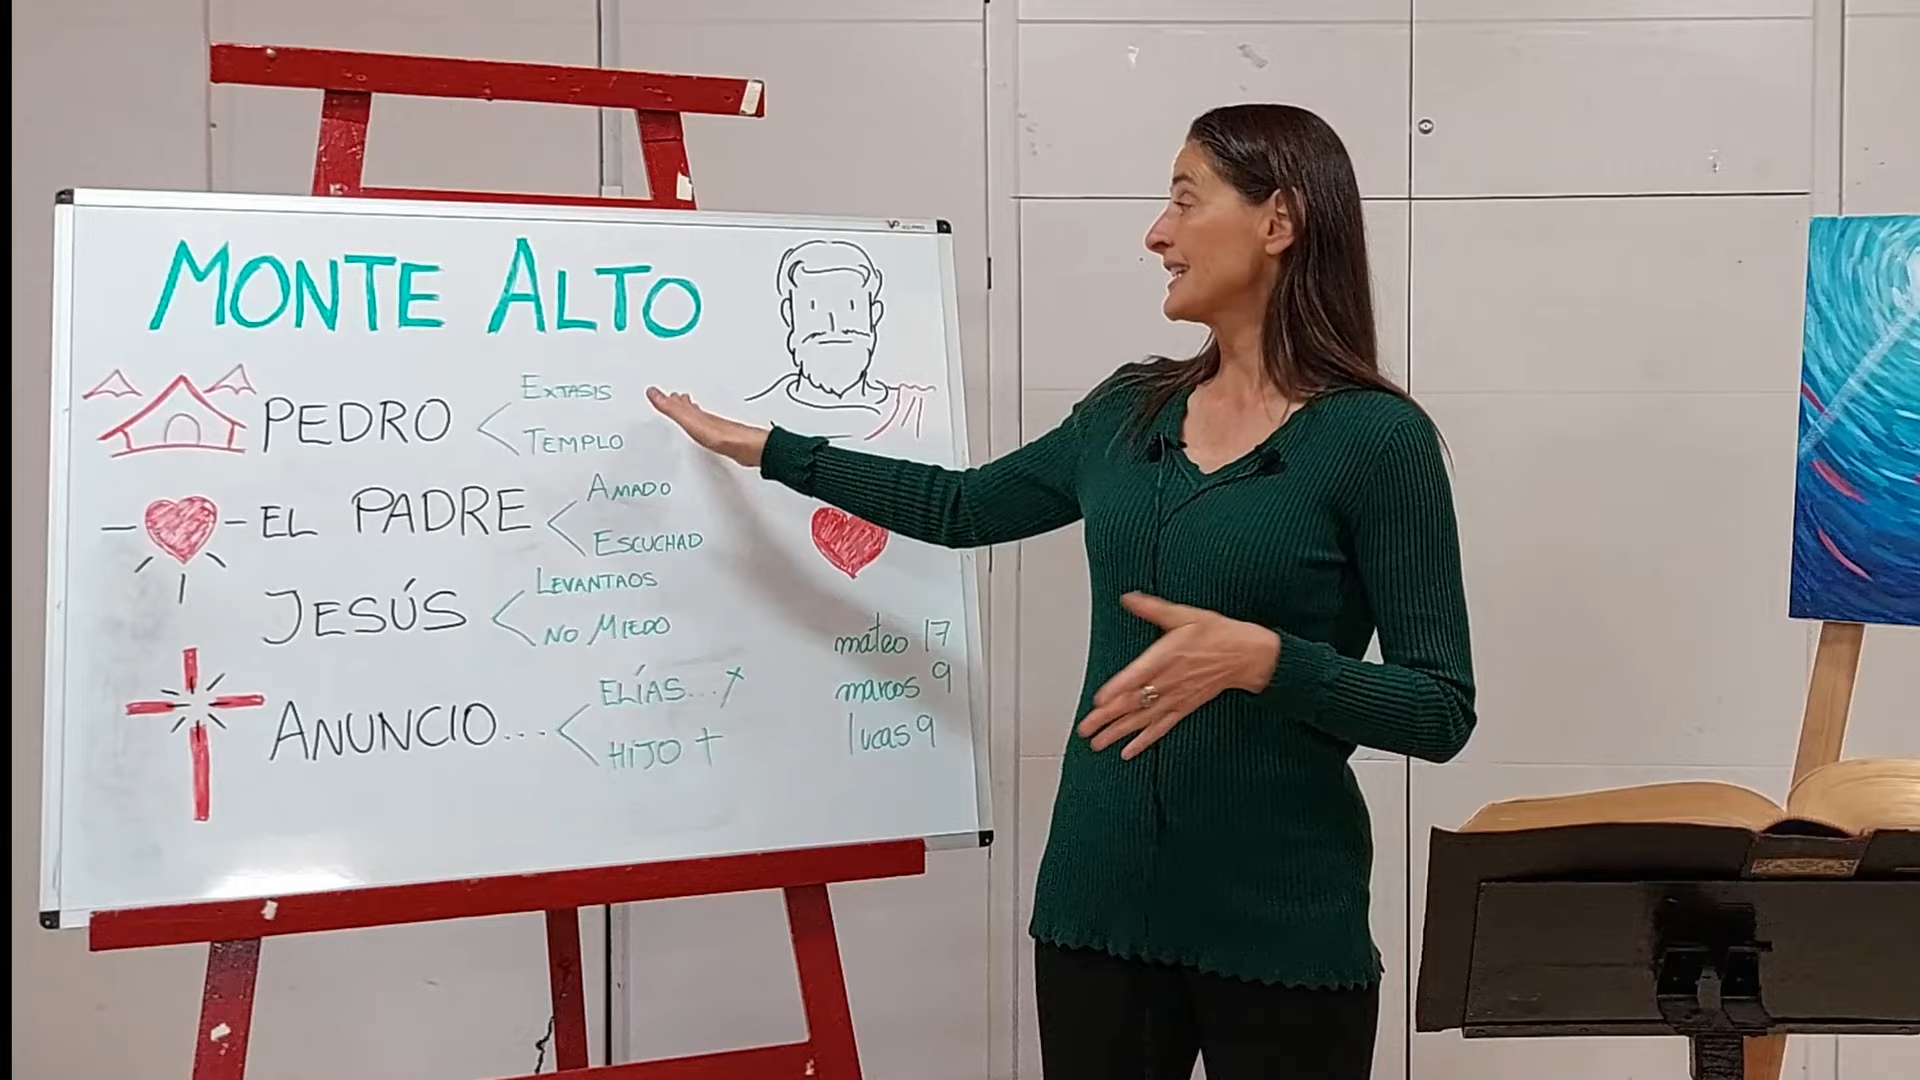 MONTE ALTO
PEDRO < EXTASIS
TEMPLO
EL PADRE < AMADO
ESCUCHAD
JESÚS < LEVANTAOS
NO MIEDO
ANUNCIO... < ELÍAS...
HIJO
mateo 17
marcos 9
lucas 9